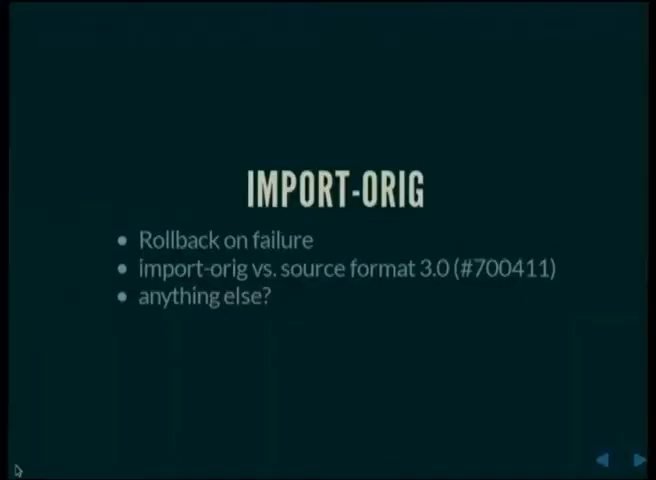 IMPORT-ORIG
Rollback on failure
import-orig vs. source format 3.0 (#700411)
anything else?